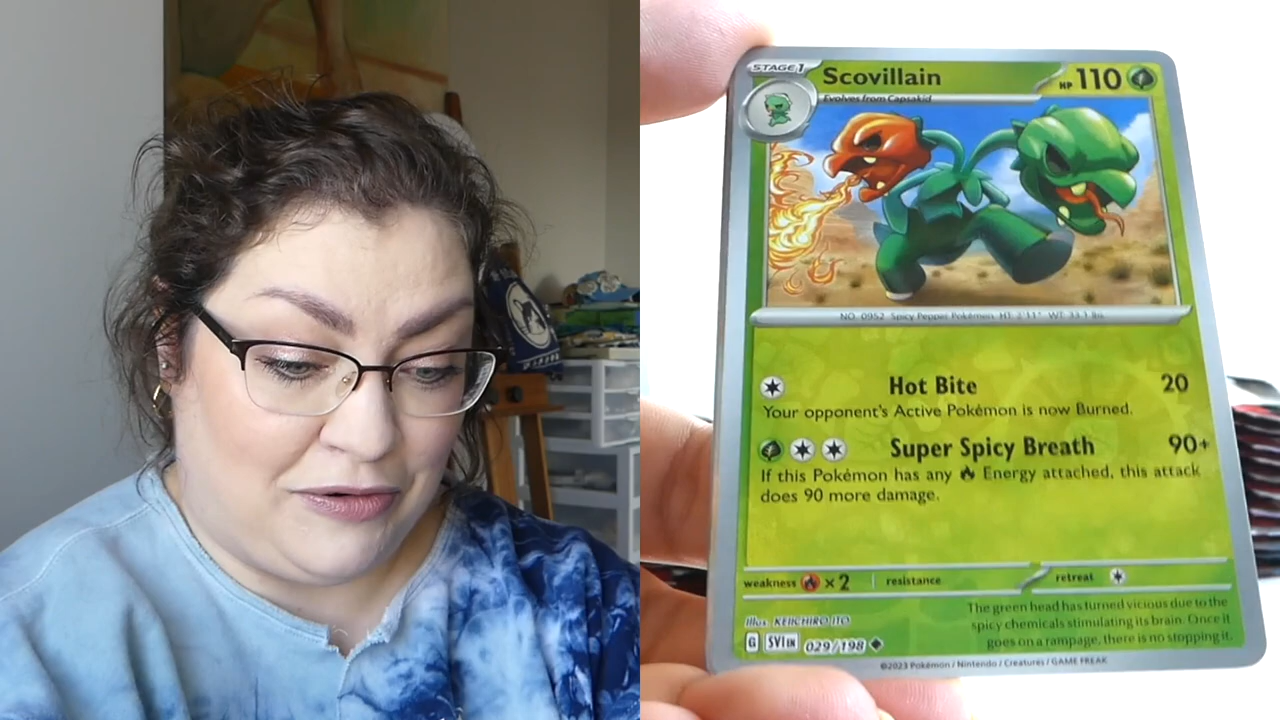 STAGE 1
Scovillain
HP 110
Evolves from Capsakid
NO. 0952 Spicy Pepper Pokémon HT: 2'11" WT: 33.1 lbs.
Hot Bite 20
Your opponent's Active Pokémon is now Burned.
Super Spicy Breath 90+
If this Pokémon has any Energy attached, this attack
does 90 more damage.
weakness ×2 resistance retreat
The green head has turned vicious due to the
spicy chemicals stimulating its brain. Once it
goes on a rampage, there is no stopping it.
Illus. KEIICHIRO ITO
G SVI EN 029/198
©2023 Pokémon / Nintendo / Creatures / GAME FREAK